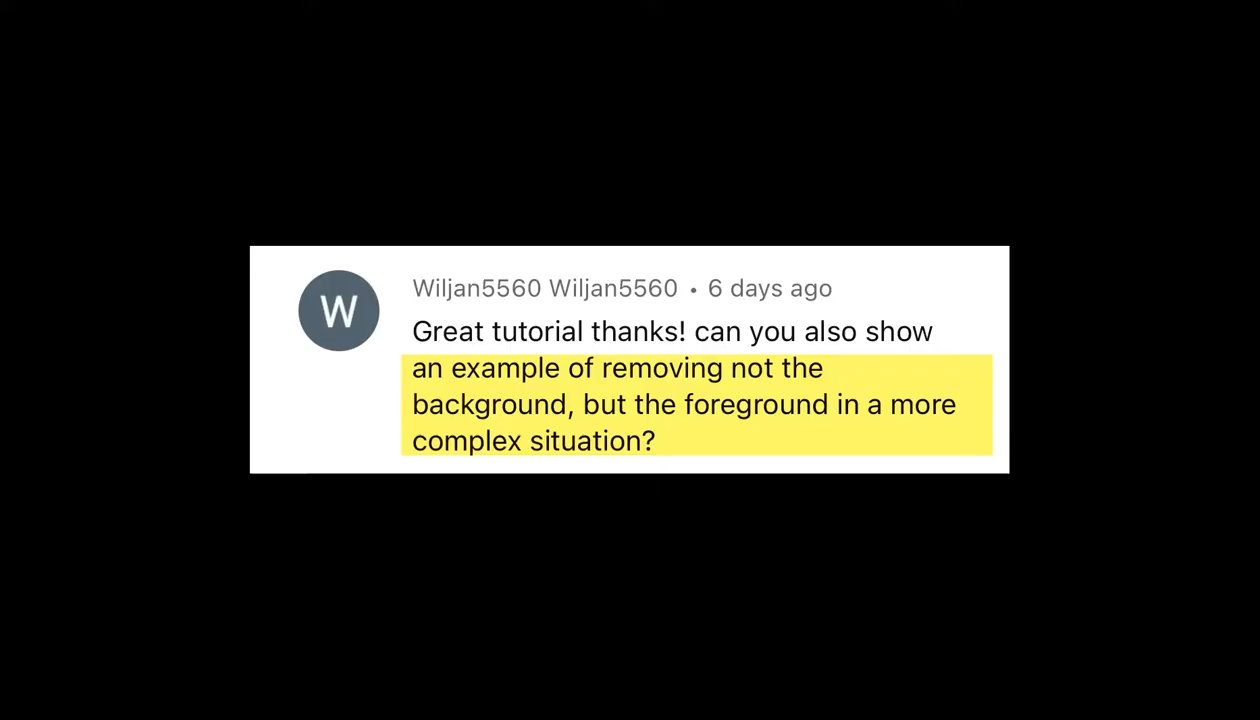 W
Wiljan5560 Wiljan5560 • 6 days ago
Great tutorial thanks! can you also show
an example of removing not the
background, but the foreground in a more
complex situation?